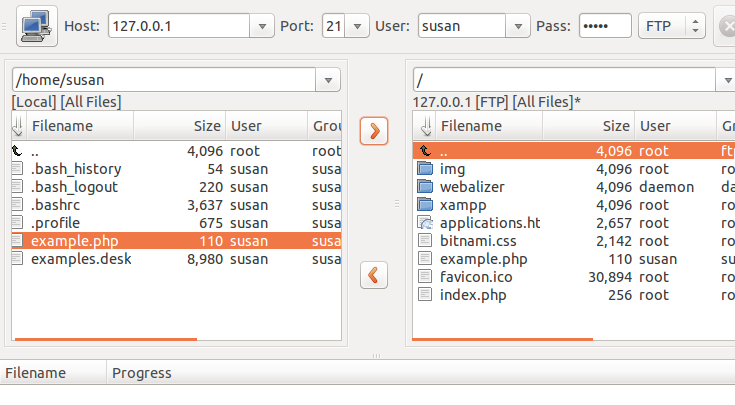 Host: 127.0.0.1 Port: 21 User: susan Pass: ••••• FTP
/home/susan
[Local] [All Files]
Filename Size User Grou
.. 4,096 root root
.bash_history 54 susan susa
.bash_logout 220 susan susa
.bashrc 3,637 susan susa
.profile 675 susan susa
example.php 110 susan susa
examples.desk 8,980 susan susa
/
127.0.0.1 [FTP] [All Files]*
Filename Size User Gr
.. 4,096 root ft
img 4,096 root ro
webalizer 4,096 daemon da
xampp 4,096 root ro
applications.ht 2,657 root ro
bitnami.css 2,142 root ro
example.php 110 susan su
favicon.ico 30,894 root ro
index.php 256 root ro
Filename Progress